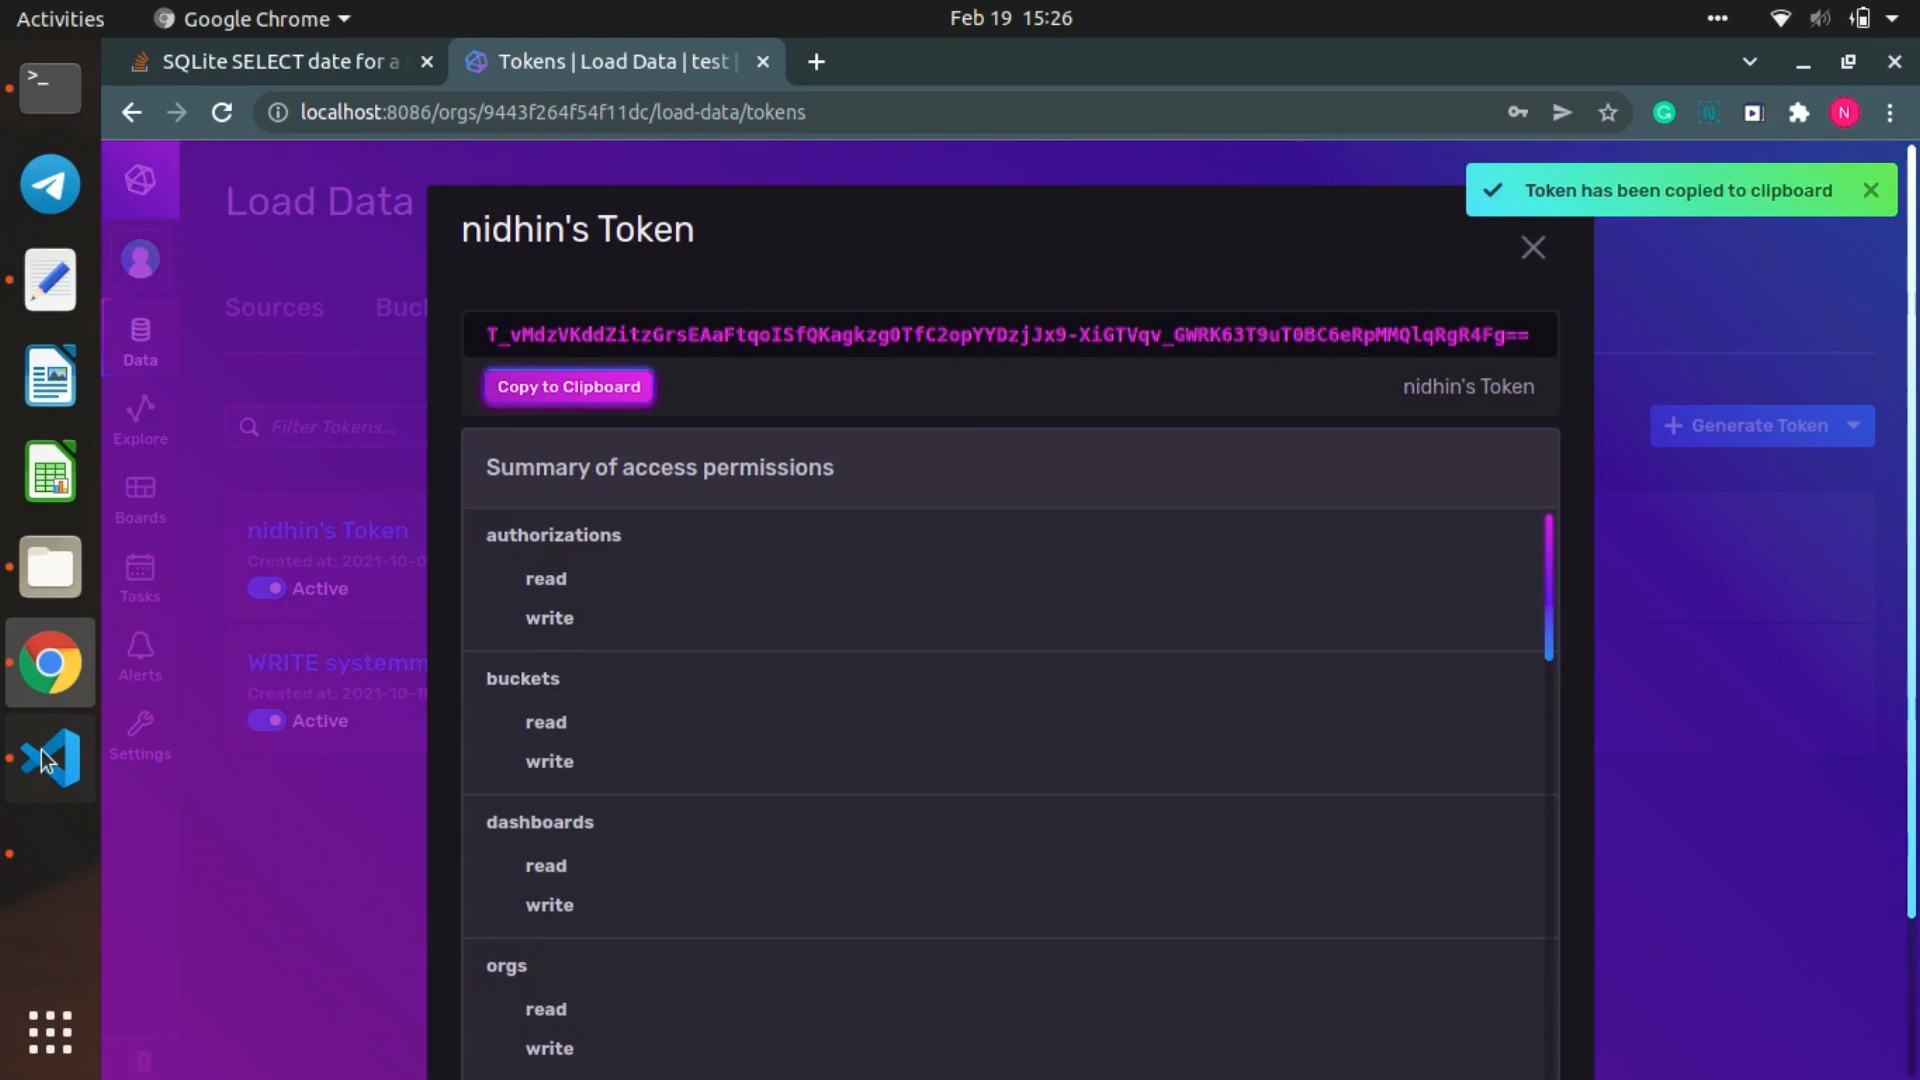 Activities
Google Chrome
Feb 19 15:26
SQLite SELECT date for a
Tokens | Load Data | test |
localhost:8086/orgs/9443f264f54f11dc/load-data/tokens
N
Load Data
Token has been copied to clipboard
nidhin's Token
Sources
Buck
T_vMdzVKddZitzGrsEAaFtqoISfQKagkzg0TfC2opYYDzjJx9-XiGTVqv_GWRK63T9uT0BC6eRpMMQlqRgR4Fg==
Data
Copy to Clipboard
nidhin's Token
Filter Tokens...
Generate Token
Explore
Summary of access permissions
Boards
nidhin's Token
authorizations
Created at: 2021-10-0
read
Active
Tasks
write
Alerts
WRITE systemm
buckets
Created at: 2021-10-1
read
Active
Settings
write
dashboards
read
write
orgs
read
write